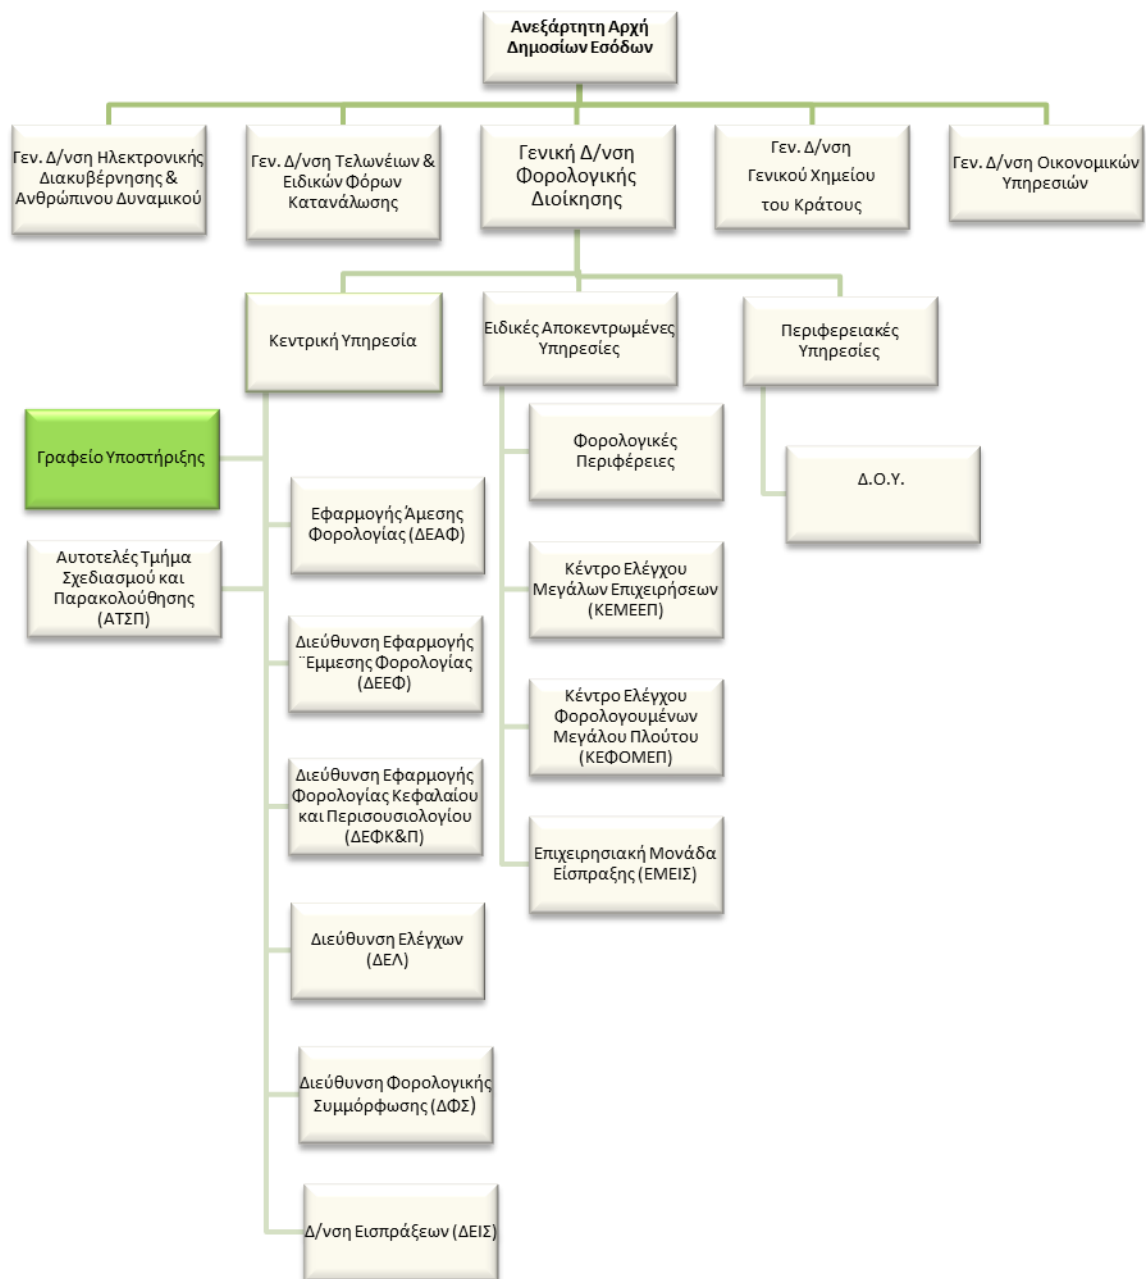 Ανεξάρτητη Αρχή
Δημοσίων Εσόδων
Γεν. Δ/νση Ηλεκτρονικής
Διακυβέρνησης &
Ανθρώπινου Δυναμικού
Γεν. Δ/νση Τελωνείων &
Ειδικών Φόρων
Κατανάλωσης
Γενική Δ/νση
Φορολογικής
Διοίκησης
Γεν. Δ/νση
Γενικού Χημείου
του Κράτους
Γεν. Δ/νση Οικονομικών
Υπηρεσιών
Κεντρική Υπηρεσία
Ειδικές Αποκεντρωμένες
Υπηρεσίες
Περιφερειακές
Υπηρεσίες
Γραφείο Υποστήριξης
Αυτοτελές Τμήμα
Σχεδιασμού και
Παρακολούθησης
(ΑΤΣΠ)
Εφαρμογής Άμεσης
Φορολογίας (ΔΕΑΦ)
Διεύθυνση Εφαρμογής
¨Εμμεσης Φορολογίας
(ΔΕΕΦ)
Διεύθυνση Εφαρμογής
Φορολογίας Κεφαλαίου
και Περισουσιολογίου
(ΔΕΦΚ&Π)
Διεύθυνση Ελέγχων
(ΔΕΛ)
Διεύθυνση Φορολογικής
Συμμόρφωσης (ΔΦΣ)
Δ/νση Εισπράξεων (ΔΕΙΣ)
Φορολογικές
Περιφέρειες
Κέντρο Ελέγχου
Μεγάλων Επιχειρήσεων
(ΚΕΜΕΕΠ)
Κέντρο Ελέγχου
Φορολογουμένων
Μεγάλου Πλούτου
(ΚΕΦΟΜΕΠ)
Επιχειρησιακή Μονάδα
Είσπραξης (ΕΜΕΙΣ)
Δ.Ο.Υ.